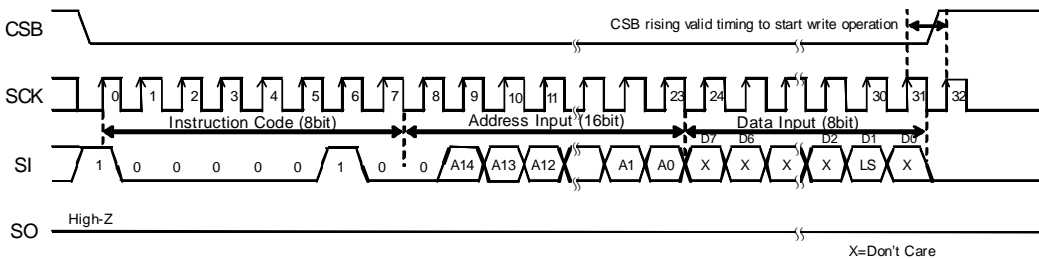 CSB
CSB rising valid timing to start write operation
SCK
0 1 2 3 4 5 6 7 8 9 10 11 23 24 30 31 32
Instruction Code (8bit) Address Input (16bit) Data Input (8bit)
D7 D6 D2 D1 D0
SI
1 0 0 0 0 0 1 0 0 A14 A13 A12 A1 A0 X X X X LS X
High-Z
SO
X=Don't Care